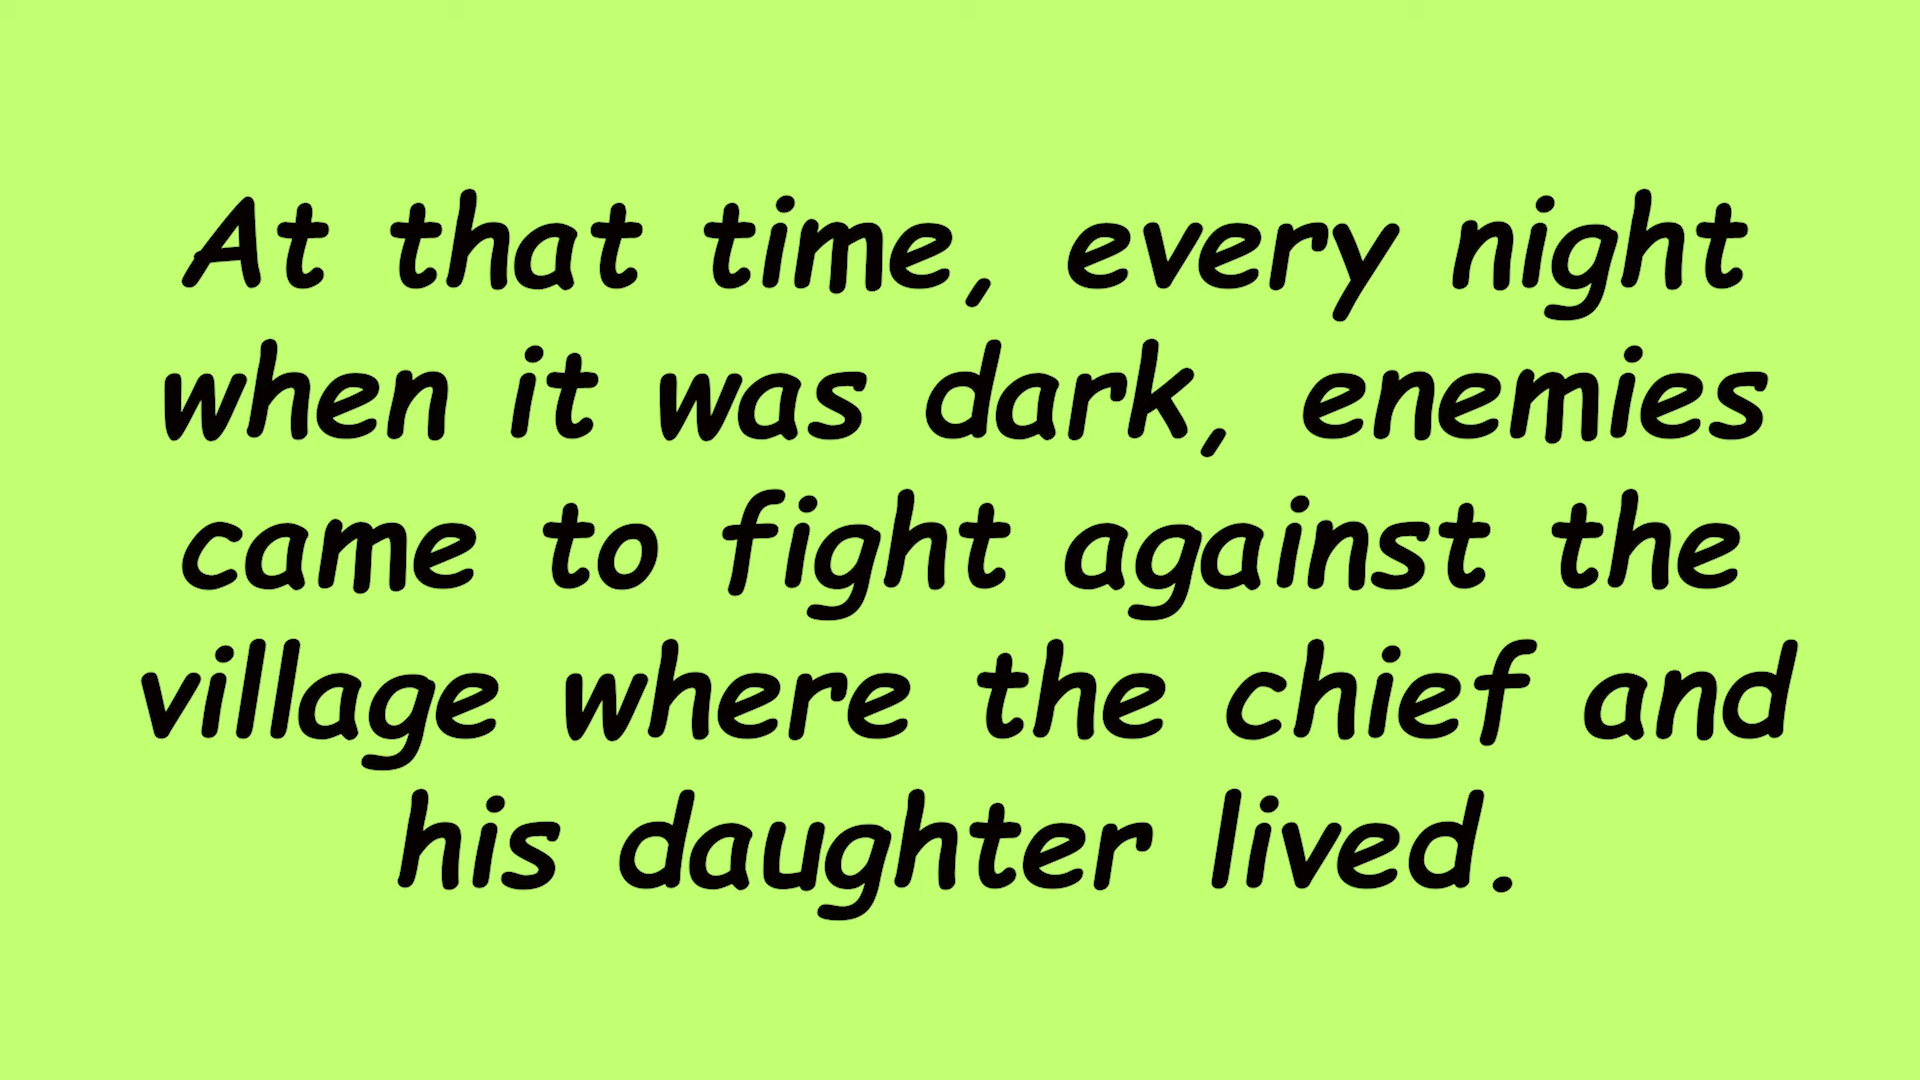 At that time, every night
when it was dark, enemies
came to fight against the
village where the chief and
his daughter lived.